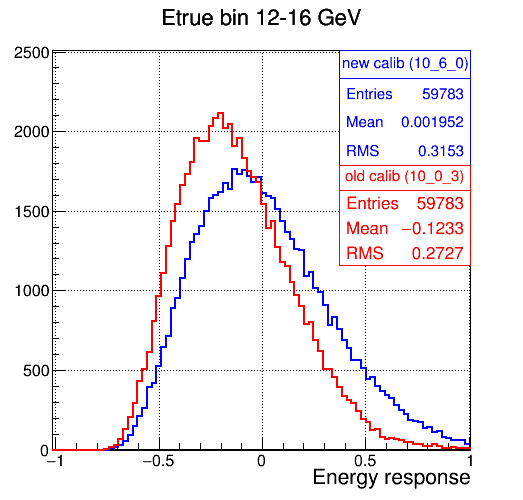 Etrue bin 12-16 GeV
new calib (10_6_0)
Entries 59783
Mean 0.001952
RMS 0.3153
old calib (10_0_3)
Entries 59783
Mean −0.1233
RMS 0.2727
2500
2000
1500
1000
500
0
−1 −0.5 0 0.5 1
Energy response